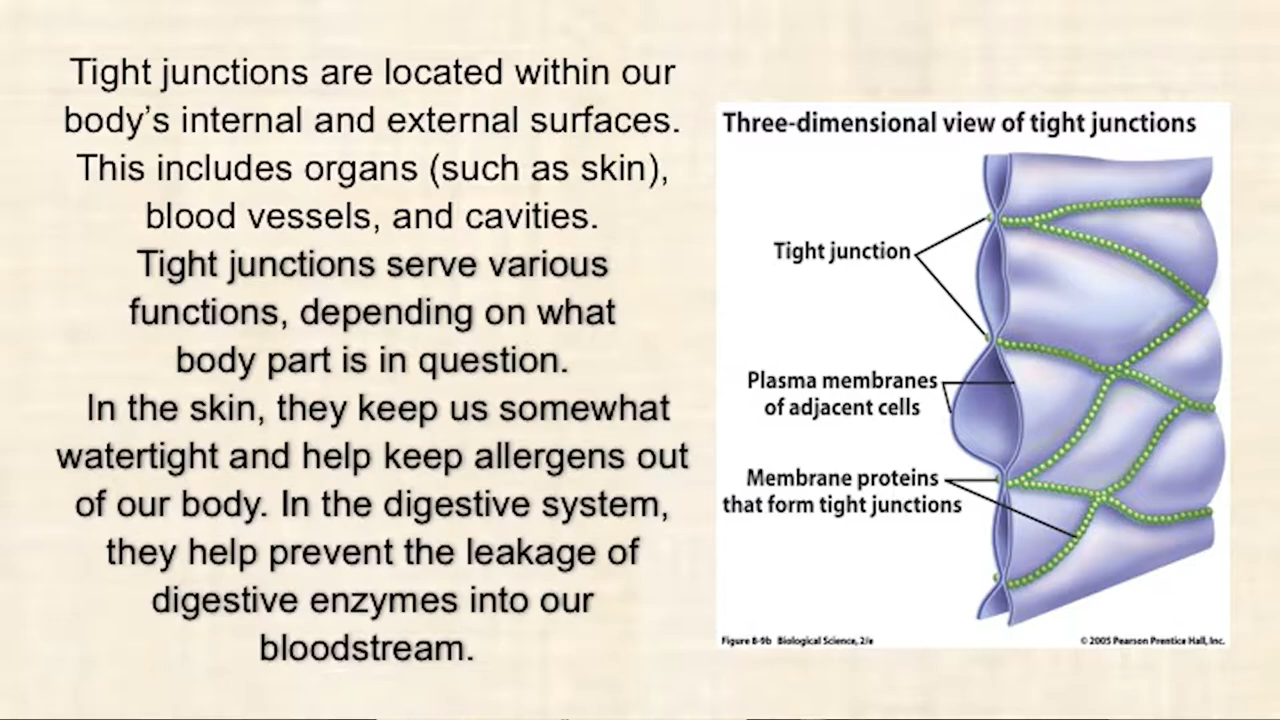 Tight junctions are located within our
body’s internal and external surfaces.
This includes organs (such as skin),
blood vessels, and cavities.
Tight junctions serve various
functions, depending on what
body part is in question.
In the skin, they keep us somewhat
watertight and help keep allergens out
of our body. In the digestive system,
they help prevent the leakage of
digestive enzymes into our
bloodstream.
Three-dimensional view of tight junctions
Tight junction
Plasma membranes
of adjacent cells
Membrane proteins
that form tight junctions
Figure 8-9b Biological Science, 2/e
© 2005 Pearson Prentice Hall, Inc.